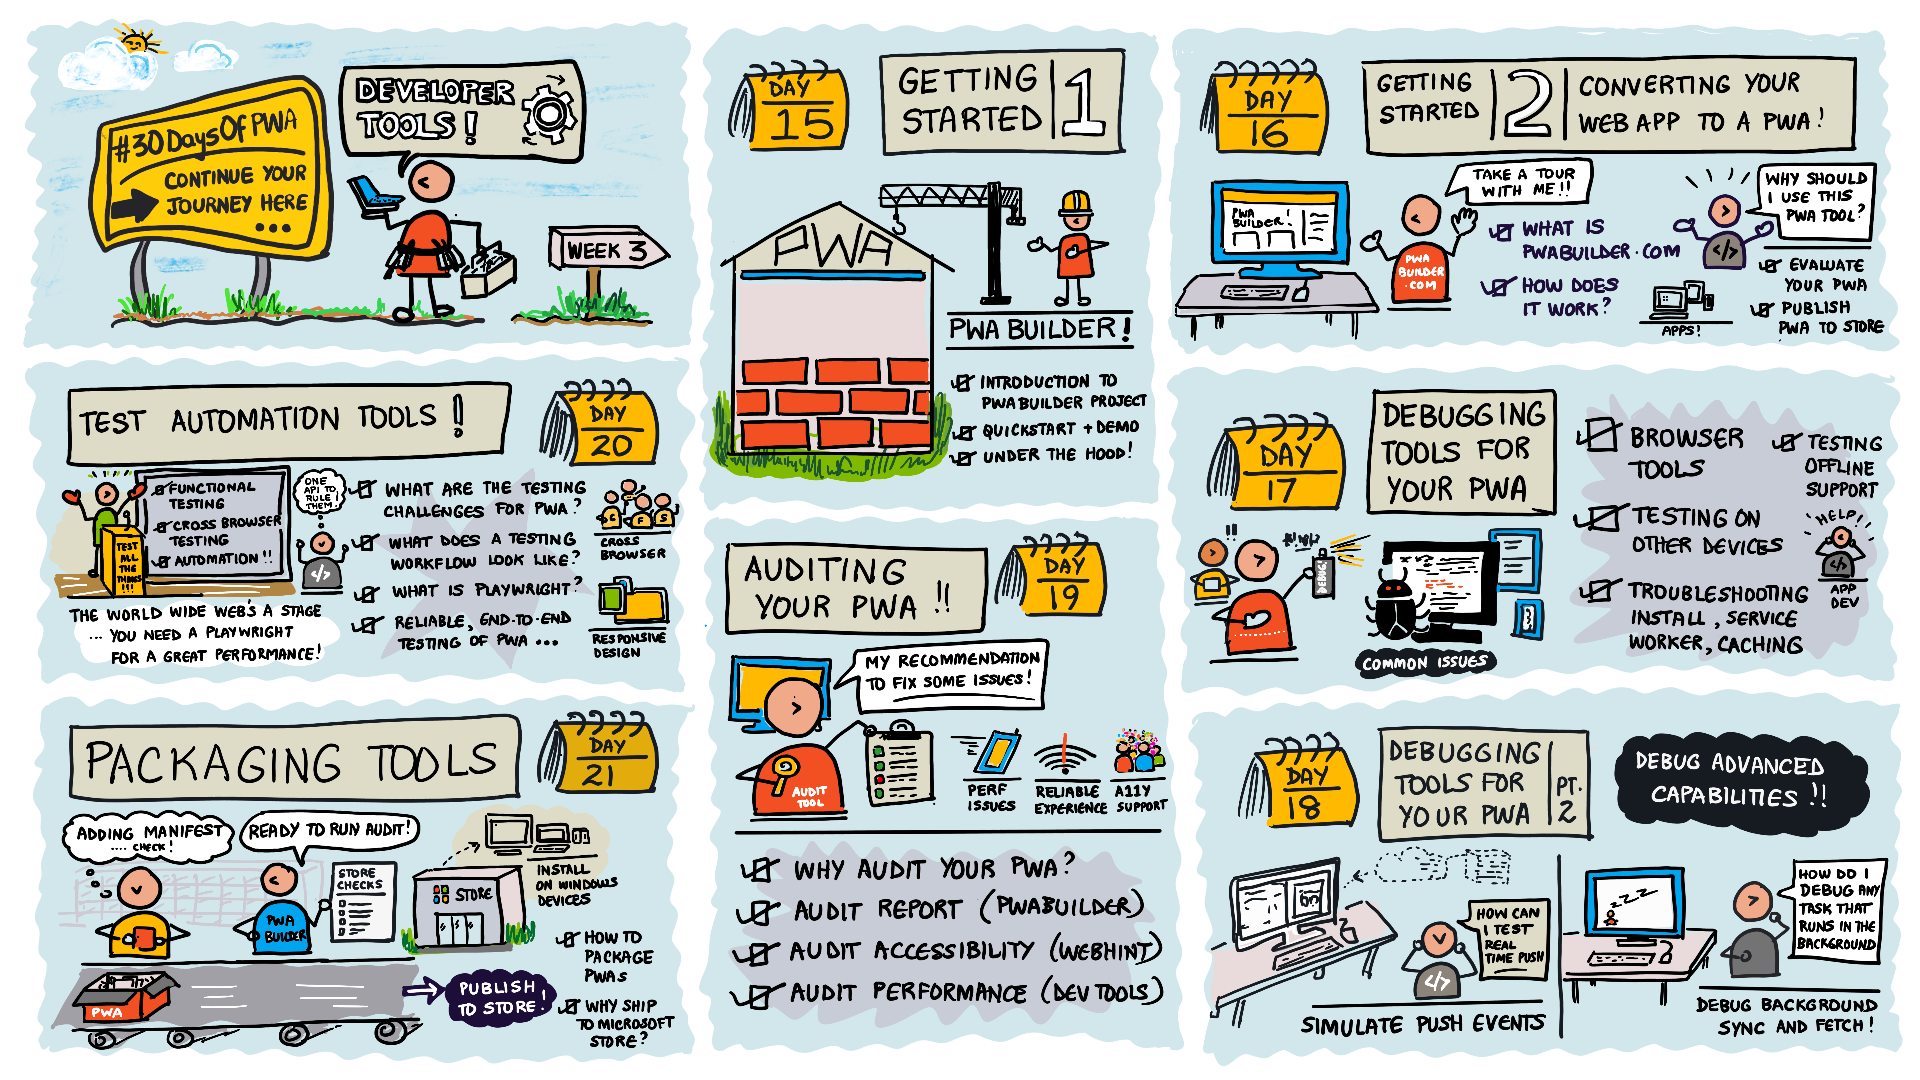 #30DaysOfPWA
CONTINUE YOUR
JOURNEY HERE
...
DEVELOPER
TOOLS!
WEEK 3
DAY
15
GETTING
STARTED
1
PWA
PWA BUILDER!
INTRODUCTION TO
PWABUILDER PROJECT
QUICKSTART + DEMO
UNDER THE HOOD!
DAY
16
GETTING
STARTED
2
CONVERTING YOUR
WEB APP TO A PWA!
PWA
BUILDER!
TAKE A TOUR
WITH ME!!
PWA
BUILDER
.COM
WHAT IS
PWABUILDER.COM
HOW DOES
IT WORK?
WHY SHOULD
I USE THIS
PWA TOOL?
</>
APPS!
EVALUATE
YOUR PWA
PUBLISH
PWA TO STORE
DAY
17
DEBUGGING
TOOLS FOR
YOUR PWA
!!
DEBUG!
COMMON ISSUES
BROWSER
TOOLS
TESTING ON
OTHER DEVICES
TROUBLESHOOTING
INSTALL, SERVICE
WORKER, CACHING
TESTING
OFFLINE
SUPPORT
HELP!
</>
APP
DEV
DAY
18
DEBUGGING
TOOLS FOR
YOUR PWA
PT.
2
DEBUG ADVANCED
CAPABILITIES!!
HOW CAN
I TEST
REAL
TIME PUSH
</>
SIMULATE PUSH EVENTS
ZZZ
HOW DO I
DEBUG ANY
TASK THAT
RUNS IN THE
BACKGROUND
DEBUG BACKGROUND
SYNC AND FETCH!
AUDITING
YOUR PWA !!
DAY
19
MY RECOMMENDATION
TO FIX SOME ISSUES!
AUDIT
TOOL
PERF
ISSUES
RELIABLE
EXPERIENCE
A11Y
SUPPORT
WHY AUDIT YOUR PWA?
AUDIT REPORT (PWABUILDER)
AUDIT ACCESSIBILITY (WEBHINT)
AUDIT PERFORMANCE (DEVTOOLS)
TEST AUTOMATION TOOLS!
DAY
20
TEST
ALL
THE
THINGS
!!!
FUNCTIONAL
TESTING
CROSS BROWSER
TESTING
AUTOMATION!!
ONE
API TO
RULE
THEM!
</>
THE WORLD WIDE WEB'S A STAGE
... YOU NEED A PLAYWRIGHT
FOR A GREAT PERFORMANCE!
WHAT ARE THE TESTING
CHALLENGES FOR PWA?
WHAT DOES A TESTING
WORKFLOW LOOK LIKE?
WHAT IS PLAYWRIGHT?
RELIABLE, END-TO-END
TESTING OF PWA ...
C F S
CROSS
BROWSER
RESPONSIVE
DESIGN
PACKAGING TOOLS
DAY
21
ADDING MANIFEST
.... CHECK!
READY TO RUN AUDIT!
PWA
BUILDER
STORE
CHECKS
STORE
INSTALL
ON WINDOWS
DEVICES
PWA
PUBLISH
TO STORE!
HOW TO
PACKAGE
PWAS
WHY SHIP
TO MICROSOFT
STORE?